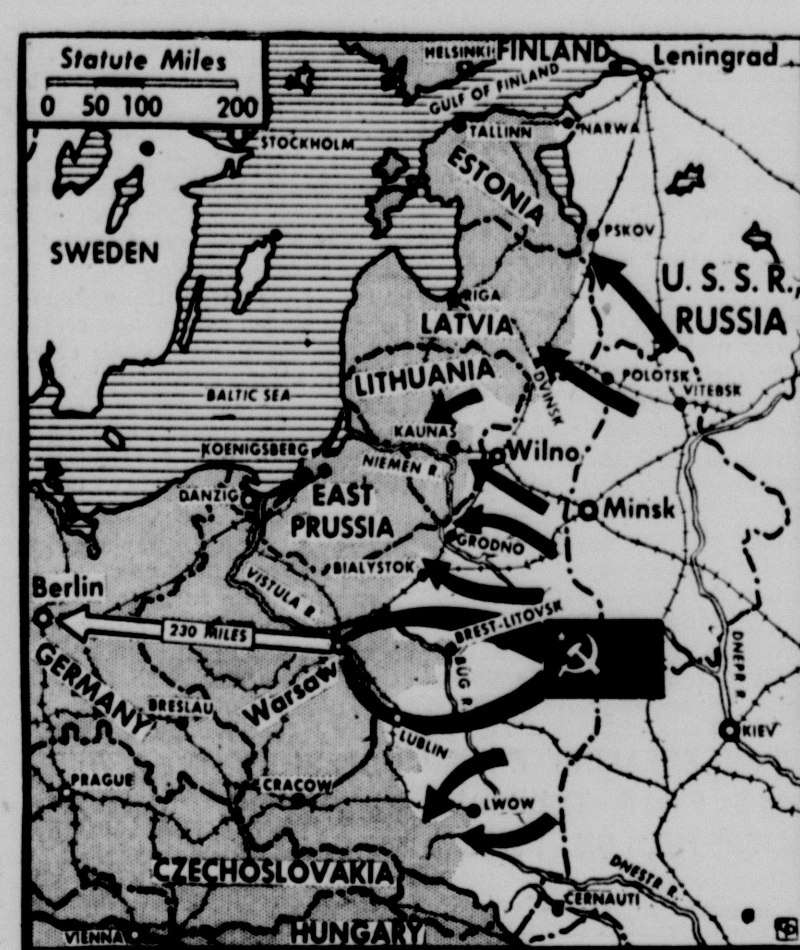 Statute Miles
0 50 100 200
HELSINKI
FINLAND
Leningrad
GULF OF FINLAND
TALLINN
NARWA
STOCKHOLM
ESTONIA
SWEDEN
PSKOV
U. S. S. R.,
RUSSIA
RIGA
LATVIA
LITHUANIA
DVINSK
POLOTSK
VITEBSK
BALTIC SEA
KAUNAS
KOENIGSBERG
NIEMEN R.
Wilno
DANZIG
EAST
PRUSSIA
Minsk
GRODNO
BIALYSTOK
VISTULA R.
Berlin
230 MILES
BREST-LITOVSK
BUG R.
DNEPR R.
GERMANY
Warsaw
BRESLAU
LUBLIN
KIEV
PRAGUE
CRACOW
LWOW
CZECHOSLOVAKIA
DNESTR R.
CERNAUTI
VIENNA
HUNGARY